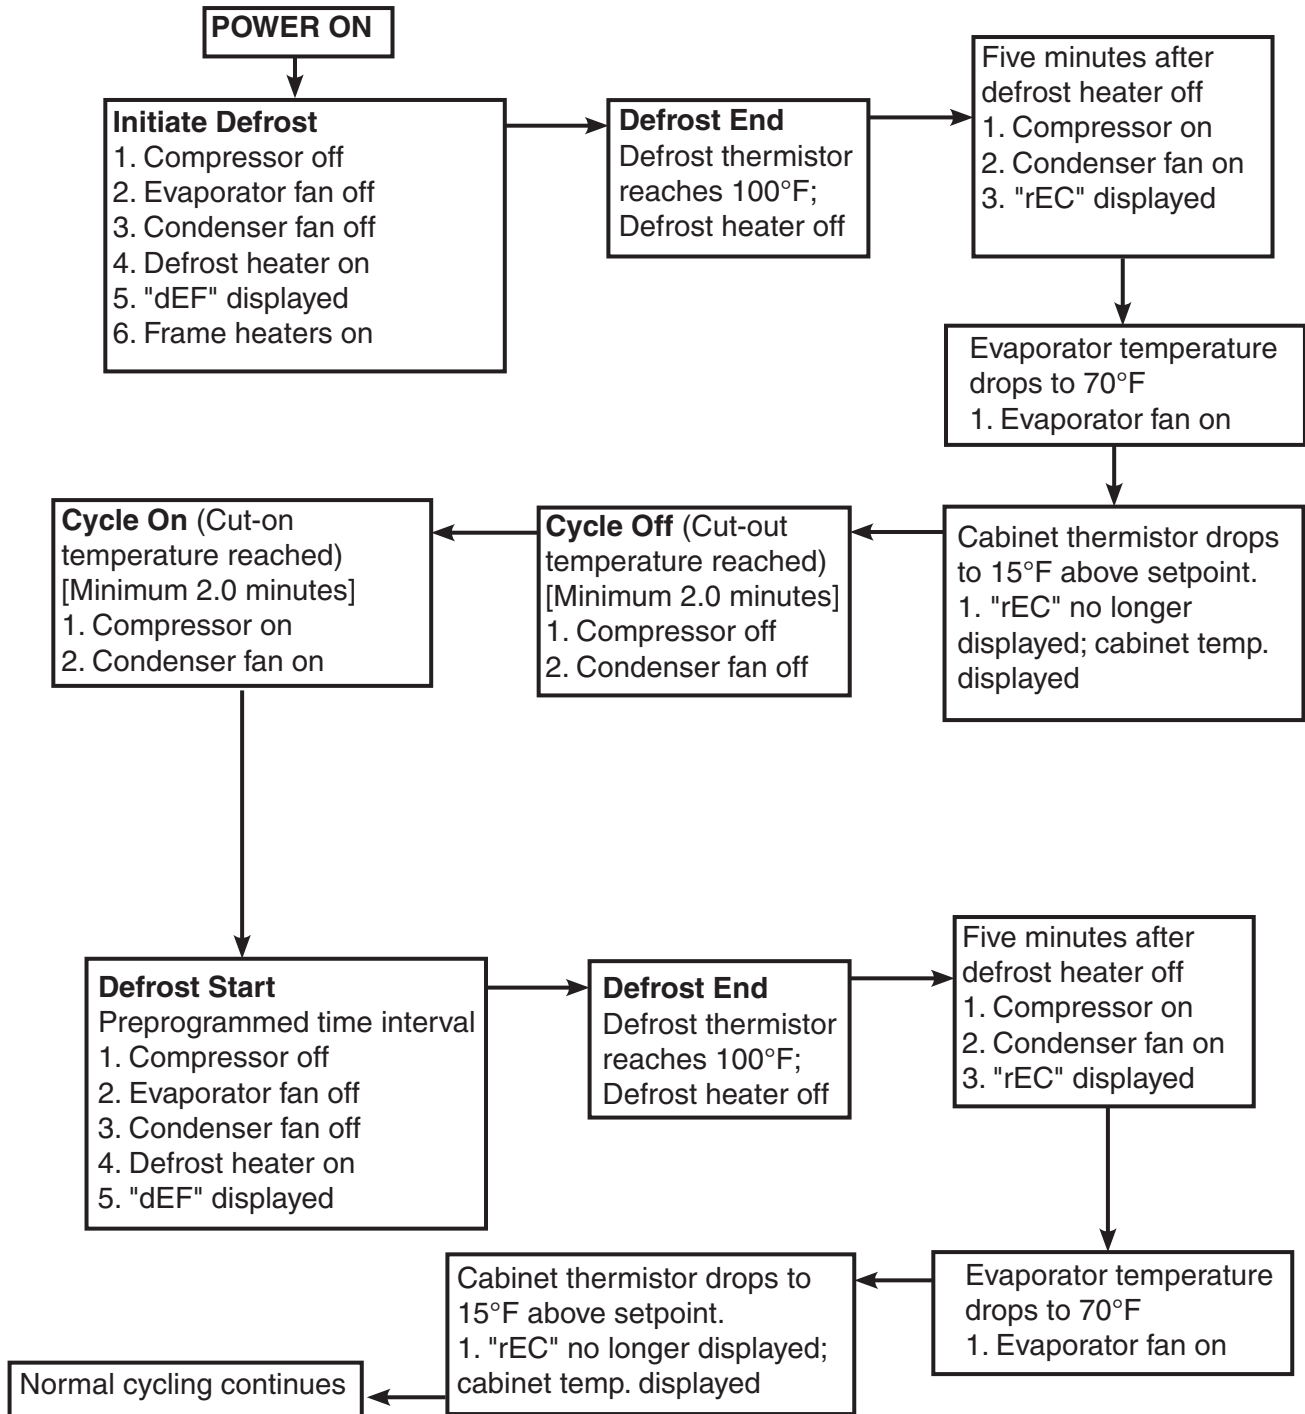 POWER ON
Initiate Defrost
1. Compressor off
2. Evaporator fan off
3. Condenser fan off
4. Defrost heater on
5. "dEF" displayed
6. Frame heaters on
Defrost End
Defrost thermistor
reaches 100°F;
Defrost heater off
Five minutes after
defrost heater off
1. Compressor on
2. Condenser fan on
3. "rEC" displayed
Evaporator temperature
drops to 70°F
1. Evaporator fan on
Cabinet thermistor drops
to 15°F above setpoint.
1. "rEC" no longer
displayed; cabinet temp.
displayed
Cycle Off (Cut-out
temperature reached)
[Minimum 2.0 minutes]
1. Compressor off
2. Condenser fan off
Cycle On (Cut-on
temperature reached)
[Minimum 2.0 minutes]
1. Compressor on
2. Condenser fan on
Defrost Start
Preprogrammed time interval
1. Compressor off
2. Evaporator fan off
3. Condenser fan off
4. Defrost heater on
5. "dEF" displayed
Defrost End
Defrost thermistor
reaches 100°F;
Defrost heater off
Five minutes after
defrost heater off
1. Compressor on
2. Condenser fan on
3. "rEC" displayed
Evaporator temperature
drops to 70°F
1. Evaporator fan on
Cabinet thermistor drops to
15°F above setpoint.
1. "rEC" no longer displayed;
cabinet temp. displayed
Normal cycling continues